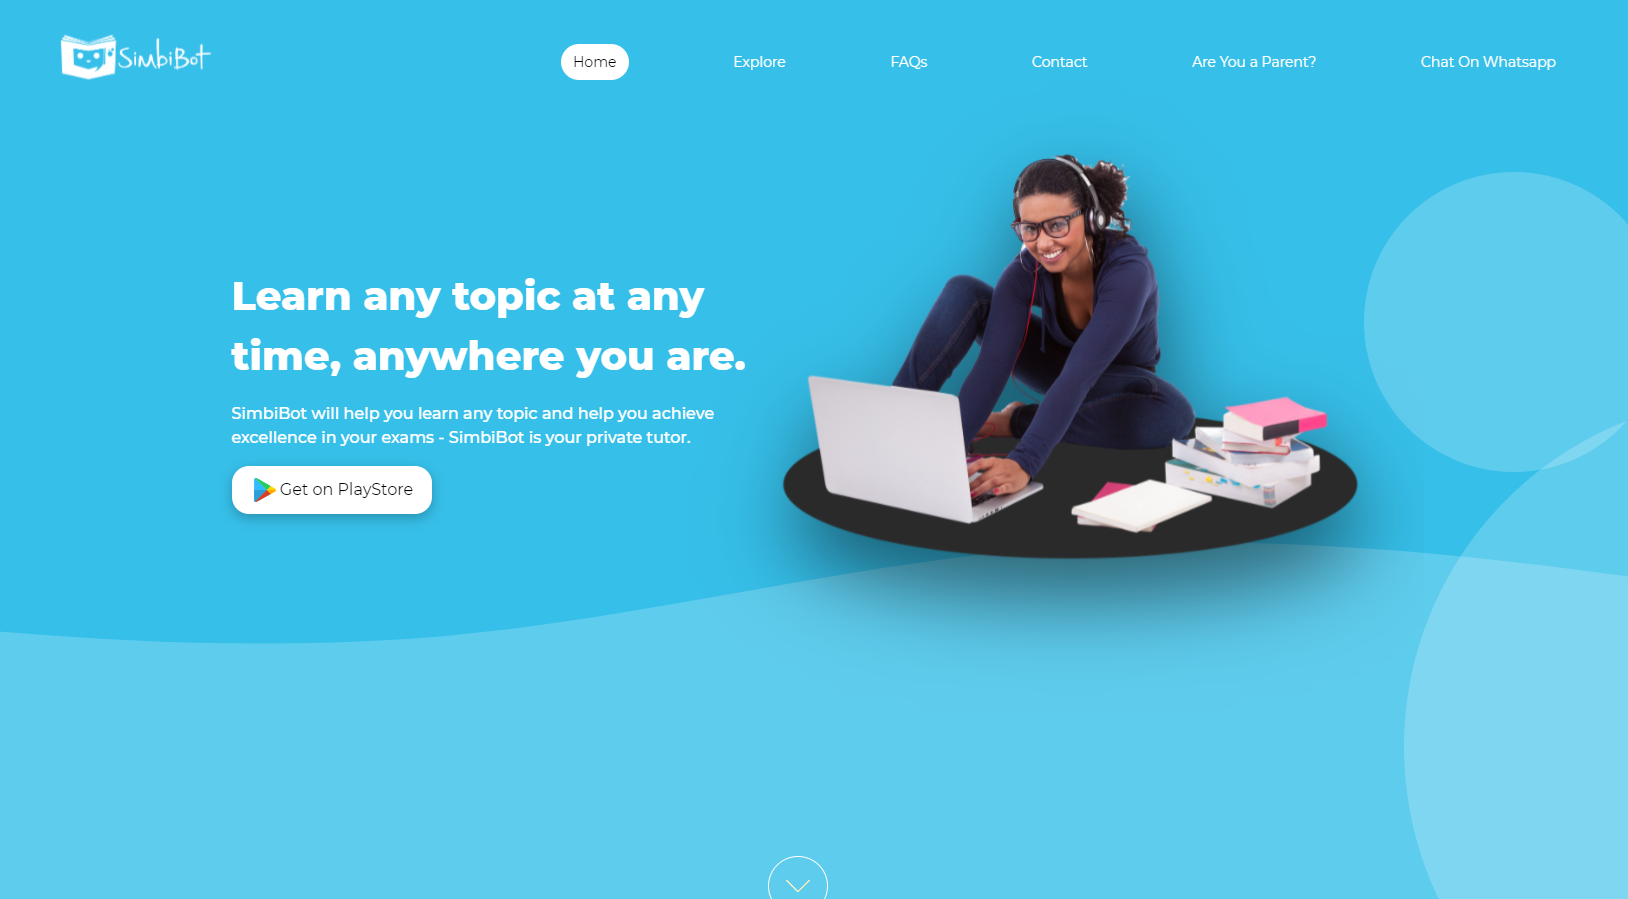 SimbiBot
Home
Explore
FAQs
Contact
Are You a Parent?
Chat On Whatsapp
Learn any topic at any
time, anywhere you are.
SimbiBot will help you learn any topic and help you achieve
excellence in your exams - SimbiBot is your private tutor.
Get on PlayStore